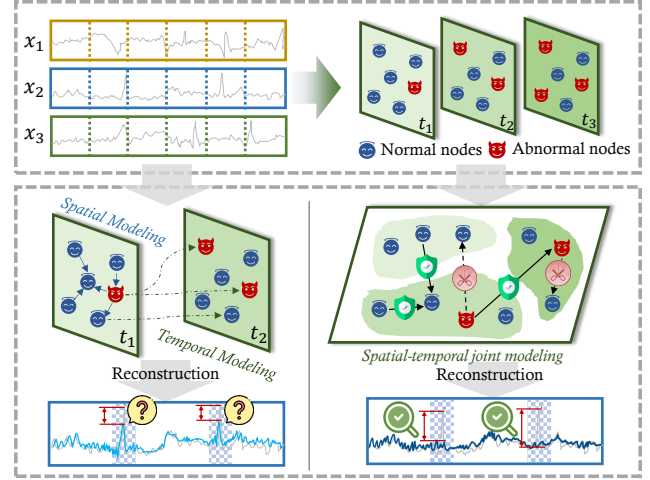 x1
x2
x3
t1
t2
t3
Normal nodes
Abnormal nodes
Spatial Modeling
t1
t2
Temporal Modeling
Spatial-temporal joint modeling
Reconstruction
Reconstruction
?
?